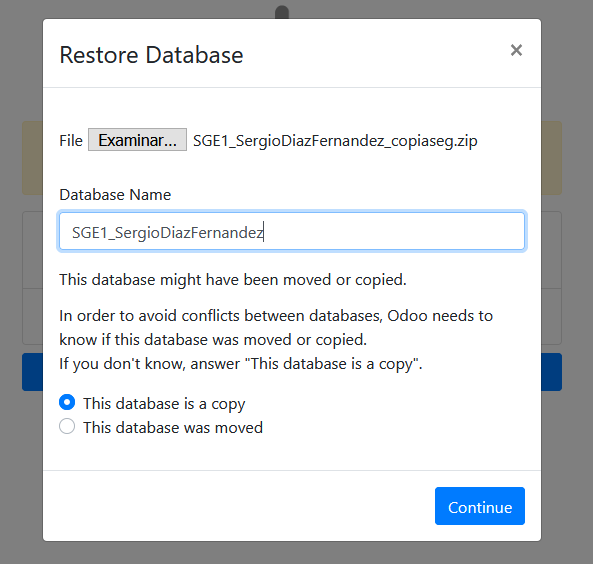 Restore Database ×
File Examinar... SGE1_SergioDiazFernandez_copiaseg.zip
Database Name
SGE1_SergioDiazFernandez
This database might have been moved or copied.
In order to avoid conflicts between databases, Odoo needs to
know if this database was moved or copied.
If you don't know, answer "This database is a copy".
This database is a copy
This database was moved
Continue